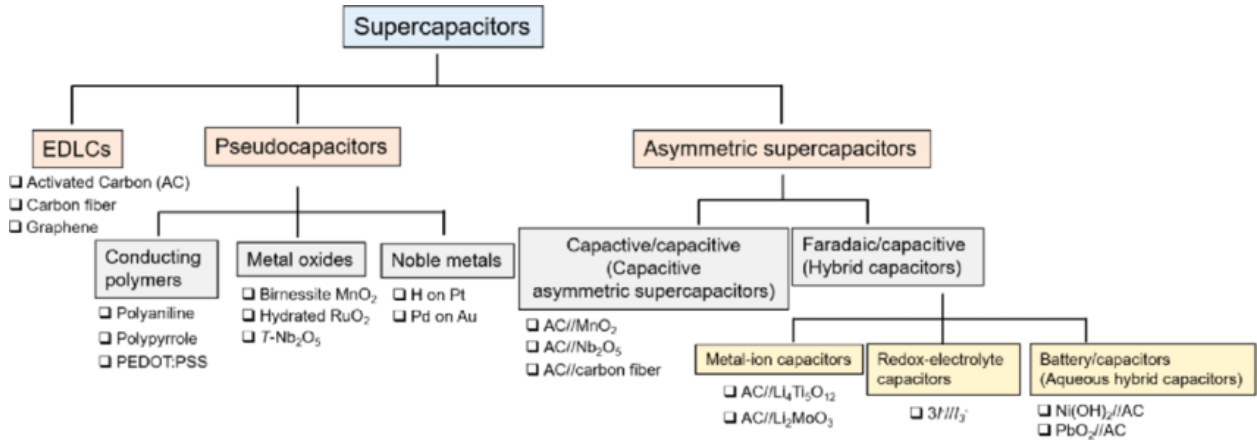 Supercapacitors
EDLCs
❑ Activated Carbon (AC)
❑ Carbon fiber
❑ Graphene
Pseudocapacitors
Conducting
polymers
❑ Polyaniline
❑ Polypyrrole
❑ PEDOT:PSS
Metal oxides
❑ Birnessite MnO₂
❑ Hydrated RuO₂
❑ T-Nb₂O₅
Noble metals
❑ H on Pt
❑ Pd on Au
Asymmetric supercapacitors
Capactive/capacitive
(Capacitive
asymmetric supercapacitors)
❑ AC//MnO₂
❑ AC//Nb₂O₅
❑ AC//carbon fiber
Faradaic/capacitive
(Hybrid capacitors)
Metal-ion capacitors
❑ AC//Li₄Ti₅O₁₂
❑ AC//Li₂MoO₃
Redox-electrolyte
capacitors
❑ 3I⁻//I₃⁻
Battery/capacitors
(Aqueous hybrid capacitors)
❑ Ni(OH)₂//AC
❑ PbO₂//AC